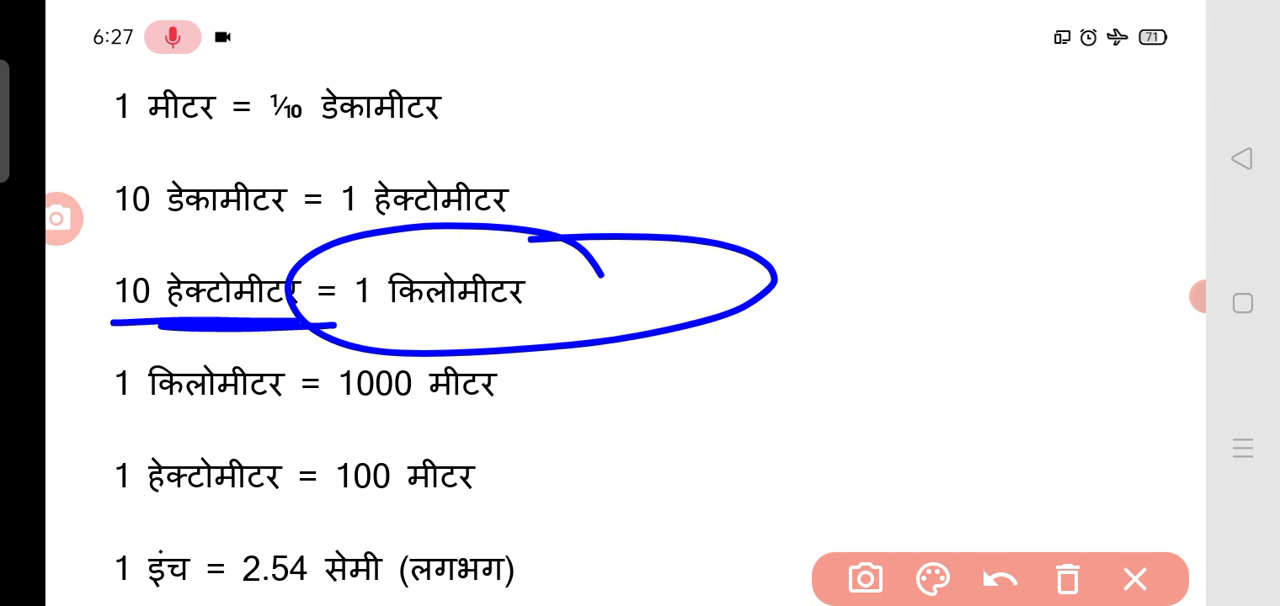 6:27
71
1 मीटर = ⅒ डेकामीटर
10 डेकामीटर = 1 हेक्टोमीटर
10 हेक्टोमीटर = 1 किलोमीटर
1 किलोमीटर = 1000 मीटर
1 हेक्टोमीटर = 100 मीटर
1 इंच = 2.54 सेमी (लगभग)